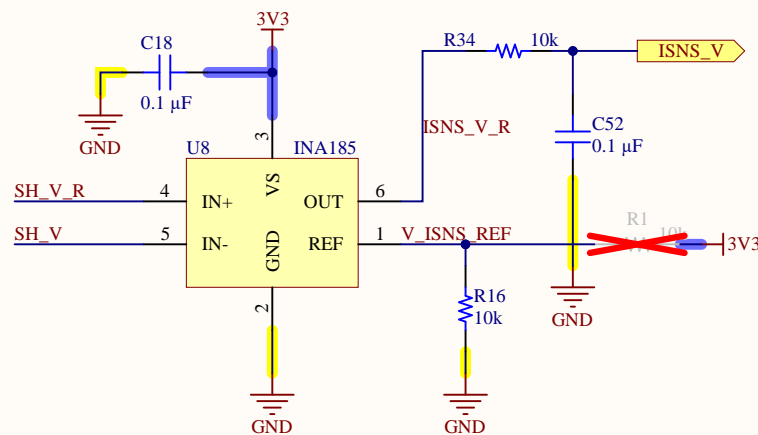 3V3
C18
0.1 µF
GND
R34
10k
ISNS_V
ISNS_V_R
C52
0.1 µF
U8
INA185
3
VS
SH_V_R
4
IN+
OUT
6
SH_V
5
IN-
GND
REF
1
V_ISNS_REF
R1
10k
3V3
2
R16
10k
GND
GND
GND